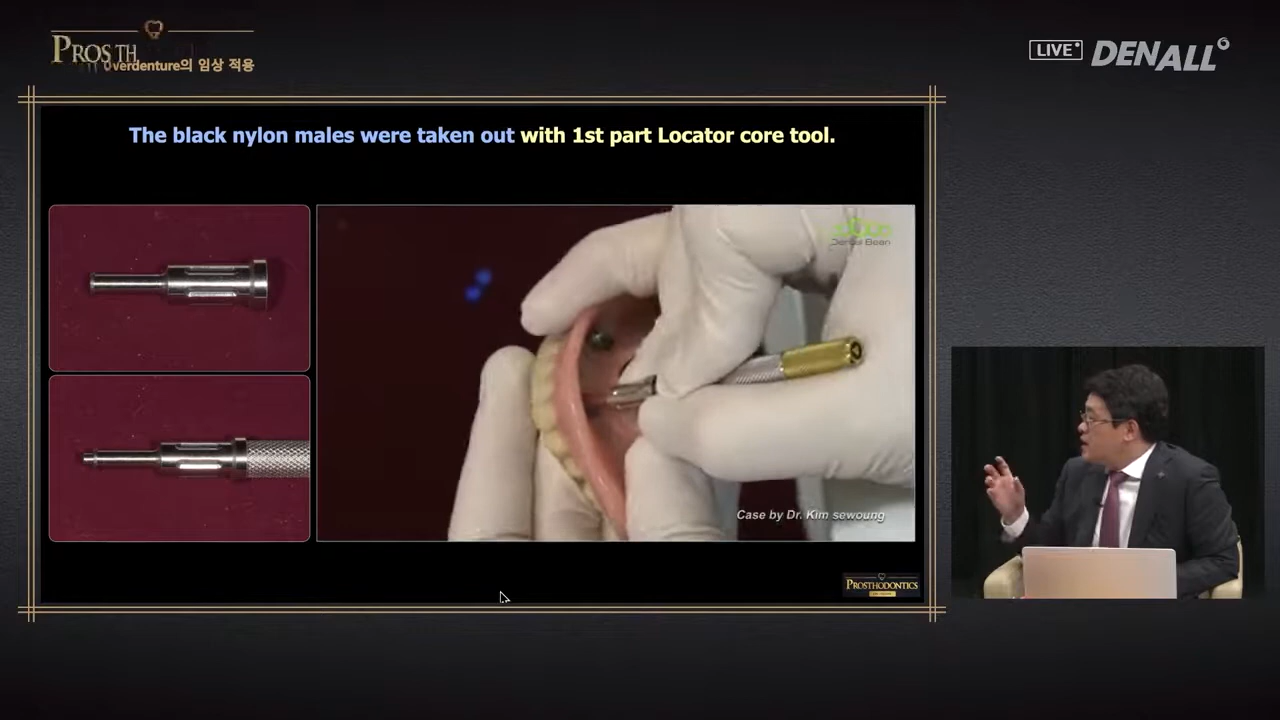 PROSTH
Overdenture의 임상 적용
LIVE
DENALL
The black nylon males were taken out with 1st part Locator core tool.
Dental Bean
Case by Dr. Kim sewoung
PROSTHODONTICS